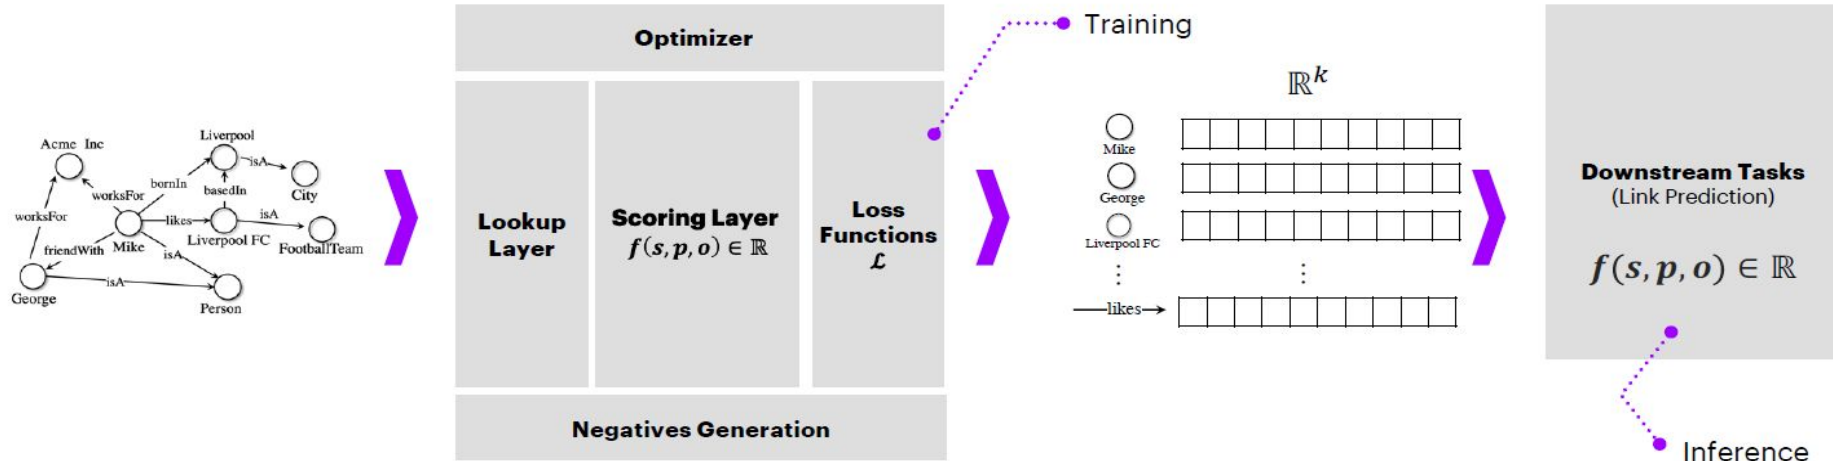 Acme Inc
Liverpool
isA
City
bornIn
basedIn
worksFor
worksFor
likes
isA
Mike
Liverpool FC
FootballTeam
friendWith
isA
George
isA
Person
Optimizer
Lookup
Layer
Scoring Layer
f(s, p, o) ∈ ℝ
Loss
Functions
ℒ
Negatives Generation
Training
ℝᵏ
Mike
George
Liverpool FC
⋮
⋮
likes
Downstream Tasks
(Link Prediction)
f(s, p, o) ∈ ℝ
Inference